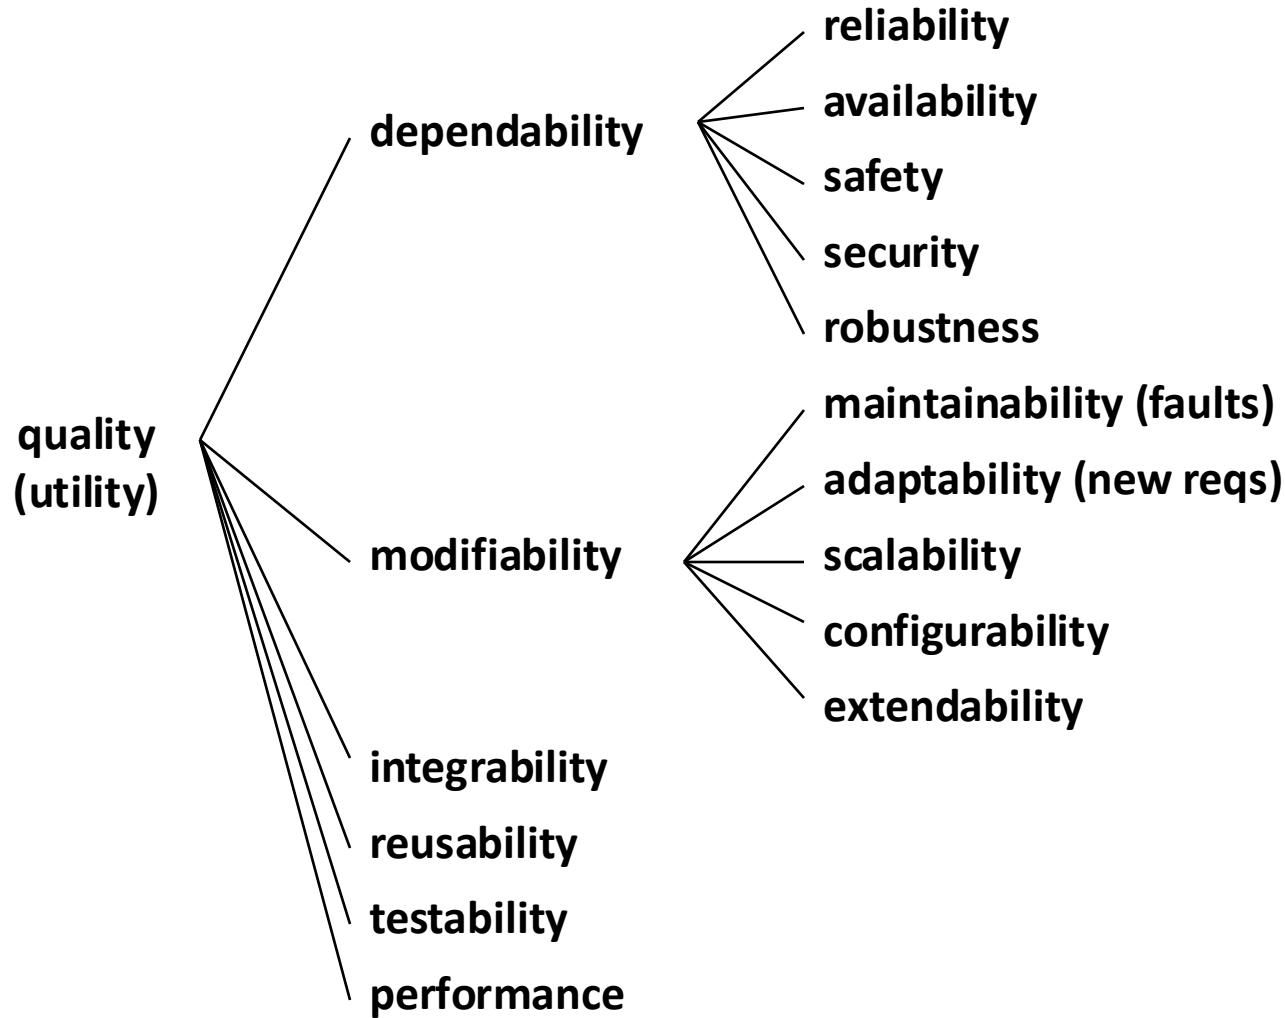 quality
(utility)
dependability
reliability
availability
safety
security
robustness
modifiability
maintainability (faults)
adaptability (new reqs)
scalability
configurability
extendability
integrability
reusability
testability
performance